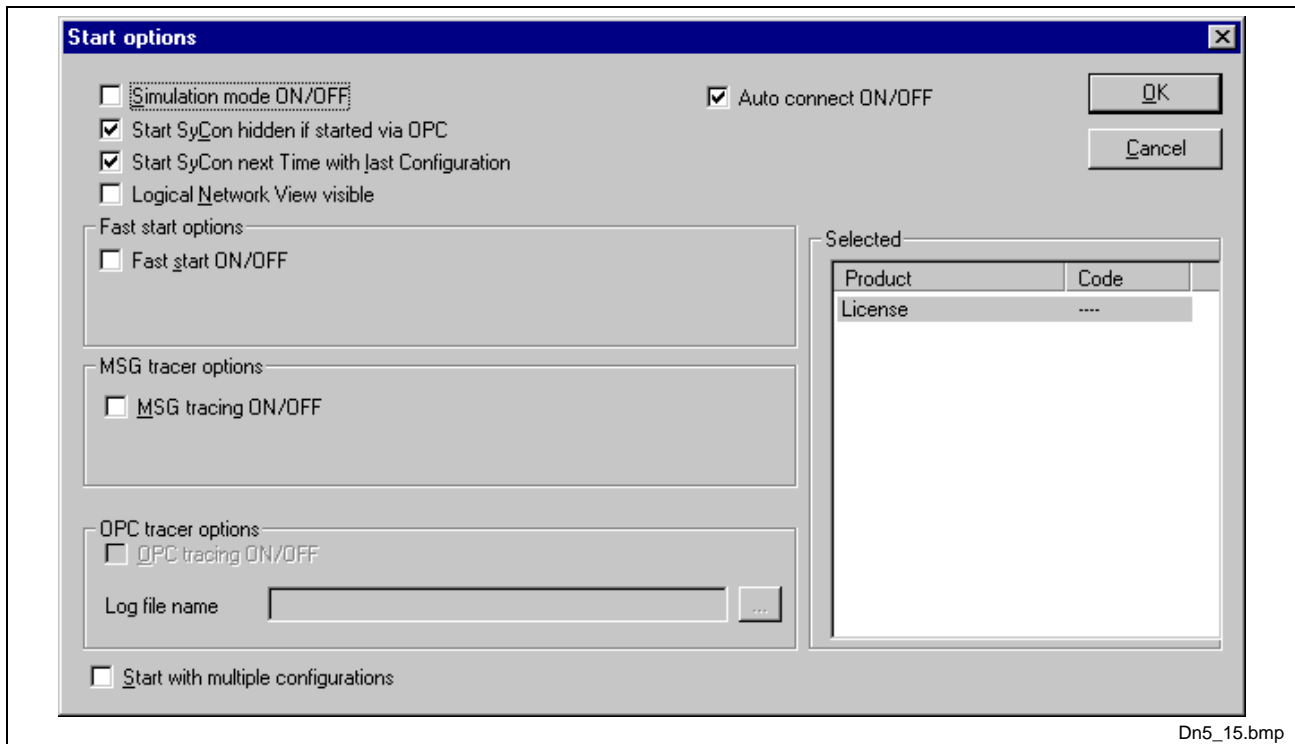 Start options
Simulation mode ON/OFF
Auto connect ON/OFF
OK
Start SyCon hidden if started via OPC
Start SyCon next Time with last Configuration
Cancel
Logical Network View visible
Fast start options
Fast start ON/OFF
Selected
Product Code
License ----
MSG tracer options
MSG tracing ON/OFF
OPC tracer options
OPC tracing ON/OFF
Log file name ...
Start with multiple configurations
Dn5_15.bmp